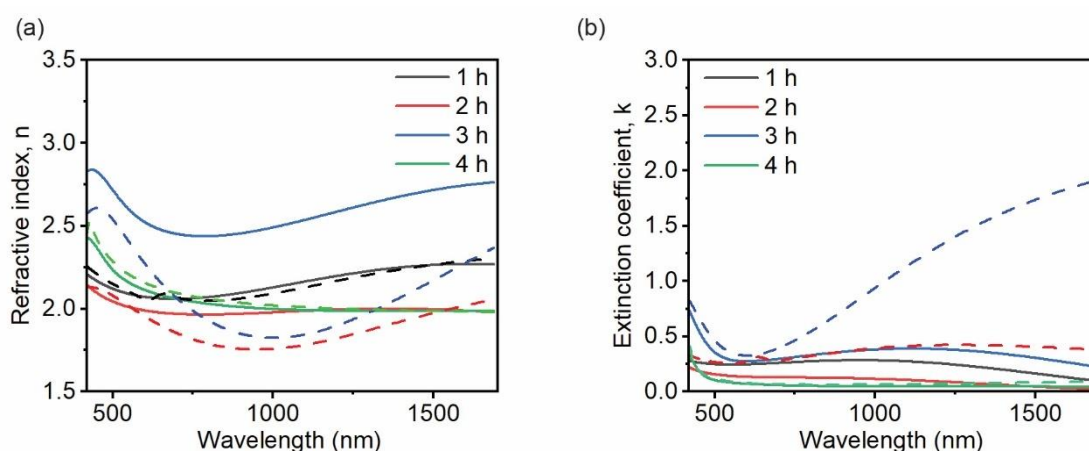 (a)
3.5
3.0
2.5
2.0
1.5
Refractive index, n
1 h
2 h
3 h
4 h
500
1000
1500
Wavelength (nm)
(b)
3.0
2.5
2.0
1.5
1.0
0.5
0.0
Extinction coefficient, k
1 h
2 h
3 h
4 h
500
1000
1500
Wavelength (nm)